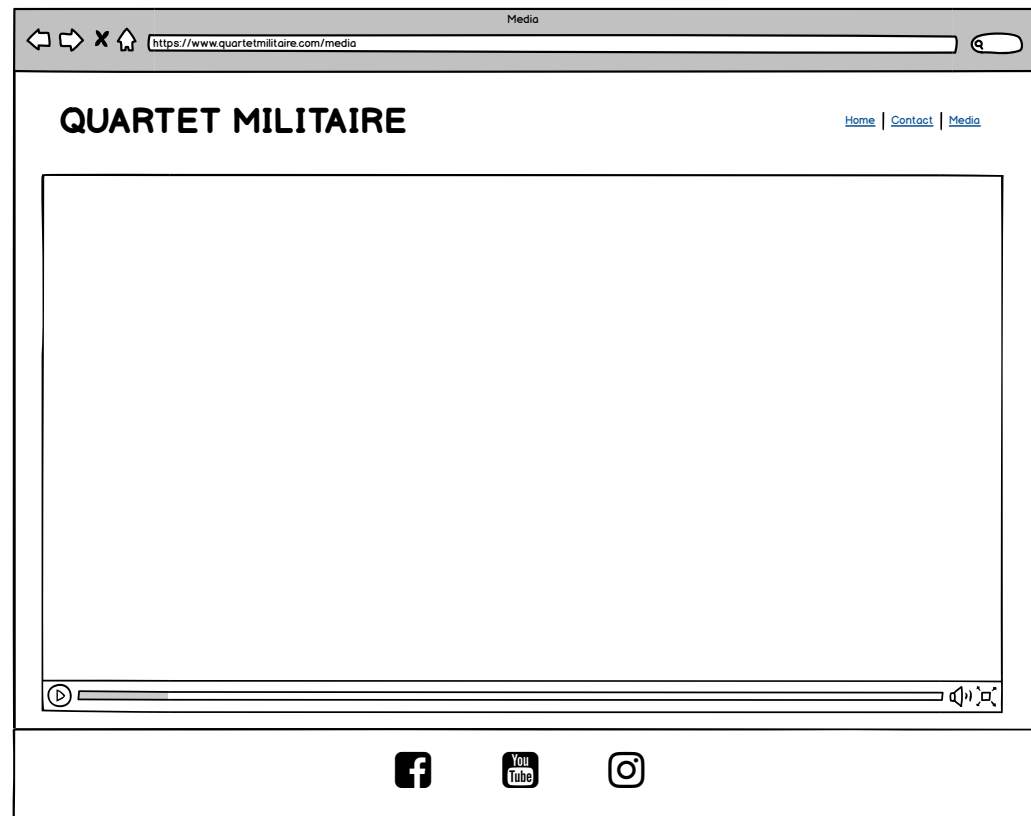 Media
https://www.quartetmilitaire.com/media
QUARTET MILITAIRE
Home | Contact | Media
You
Tube